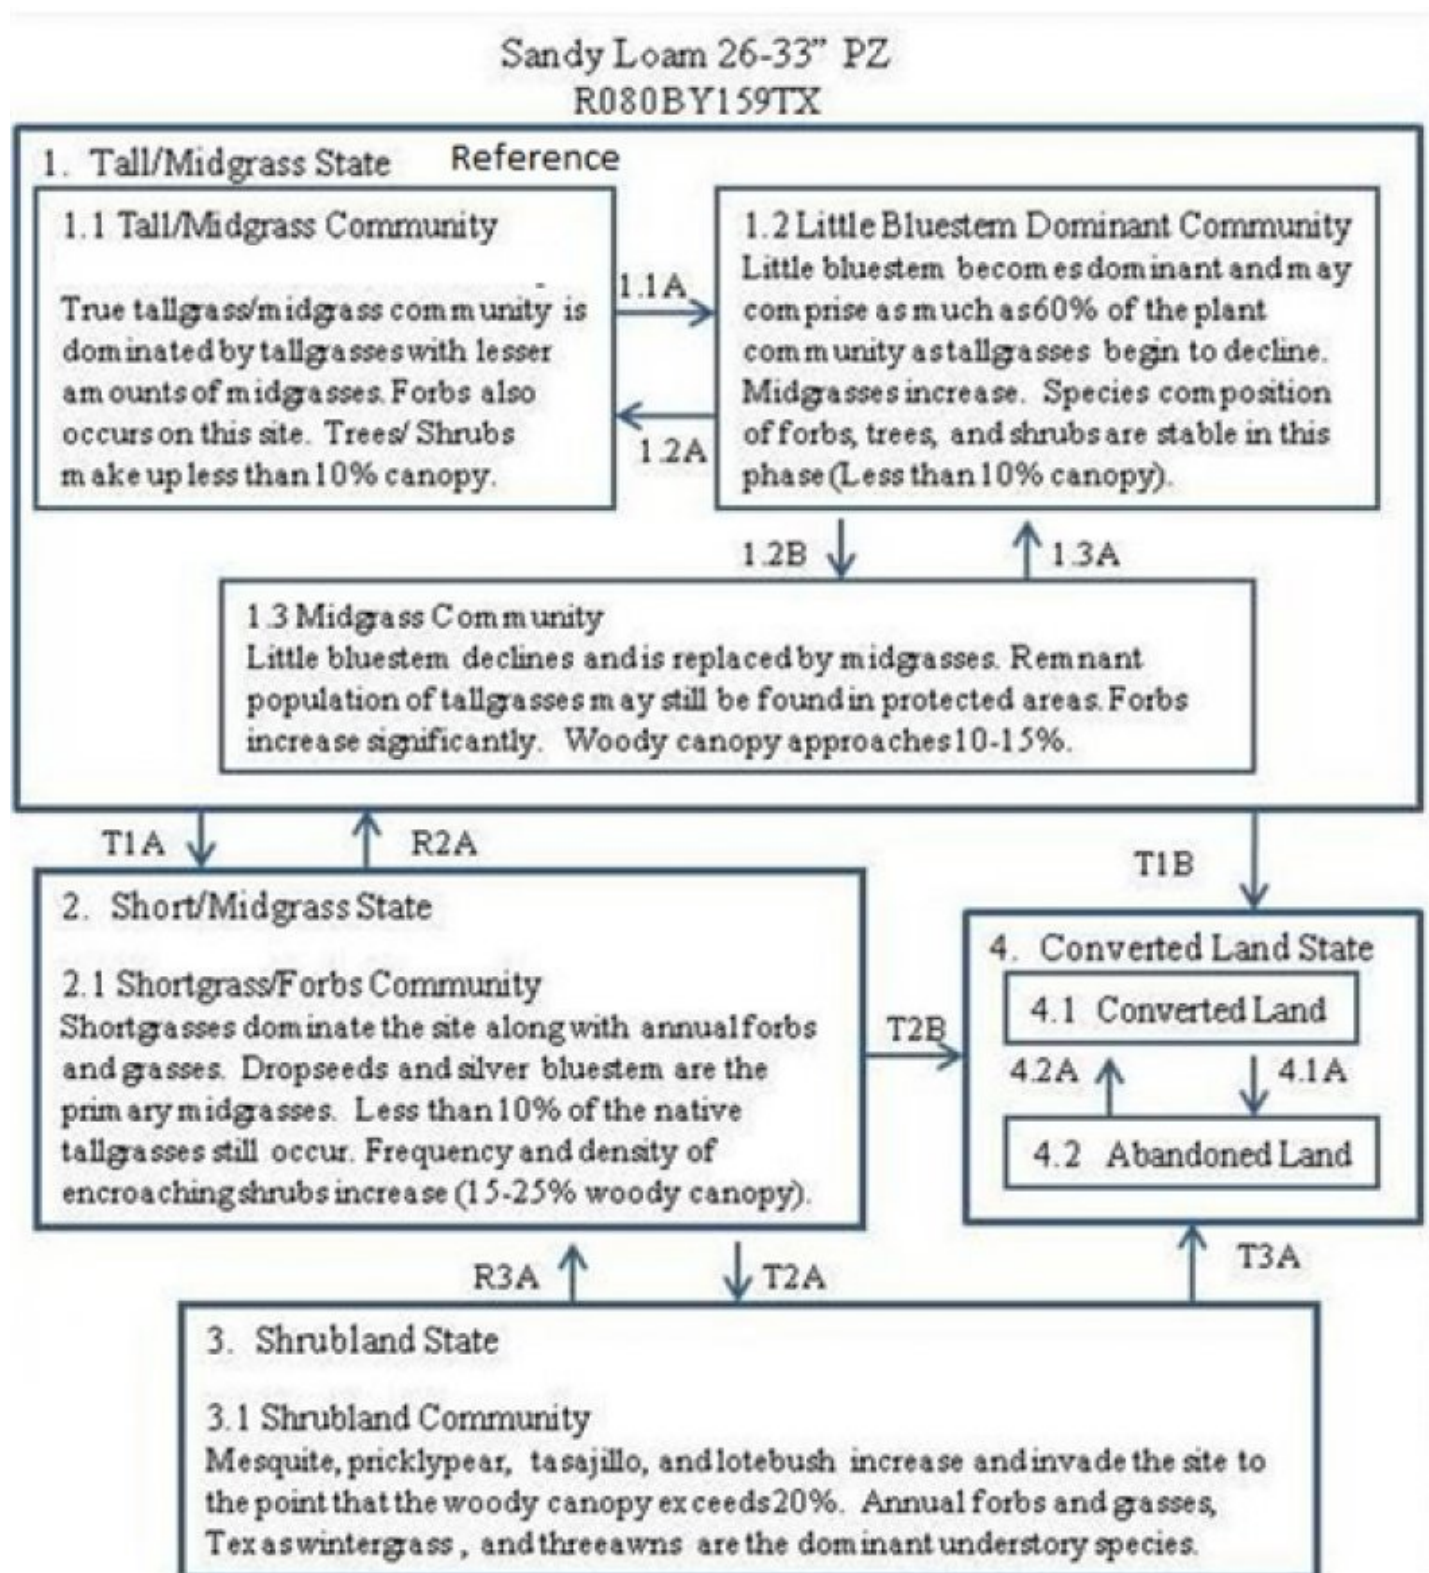 Sandy Loam 26-33” PZ
R080BY159TX
1. Tall/Midgrass State Reference
1.1 Tall/Midgrass Community
True tallgrass/midgrass community is
dominated by tallgrasses with lesser
amounts of midgrasses. Forbs also
occurs on this site. Trees/ Shrubs
make up less than 10% canopy.
1.1A
1.2A
1.2 Little Bluestem Dominant Community
Little bluestem becomes dominant and may
comprise as much as 60% of the plant
community as tallgrasses begin to decline.
Midgrasses increase. Species composition
of forbs, trees, and shrubs are stable in this
phase (Less than 10% canopy).
1.2B
1.3A
1.3 Midgrass Community
Little bluestem declines and is replaced by midgrasses. Remnant
population of tallgrasses may still be found in protected areas. Forbs
increase significantly. Woody canopy approaches 10-15%.
T1A
R2A
T1B
2. Short/Midgrass State
2.1 Shortgrass/Forbs Community
Shortgrasses dominate the site along with annual forbs
and grasses. Dropseeds and silver bluestem are the
primary midgrasses. Less than 10% of the native
tallgrasses still occur. Frequency and density of
encroaching shrubs increase (15-25% woody canopy).
T2B
4. Converted Land State
4.1 Converted Land
4.2A
4.1A
4.2 Abandoned Land
R3A
T2A
T3A
3. Shrubland State
3.1 Shrubland Community
Mesquite, pricklypear, tasajillo, and lotebush increase and invade the site to
the point that the woody canopy exceeds 20%. Annual forbs and grasses,
Texas wintergrass, and threeawns are the dominant understory species.